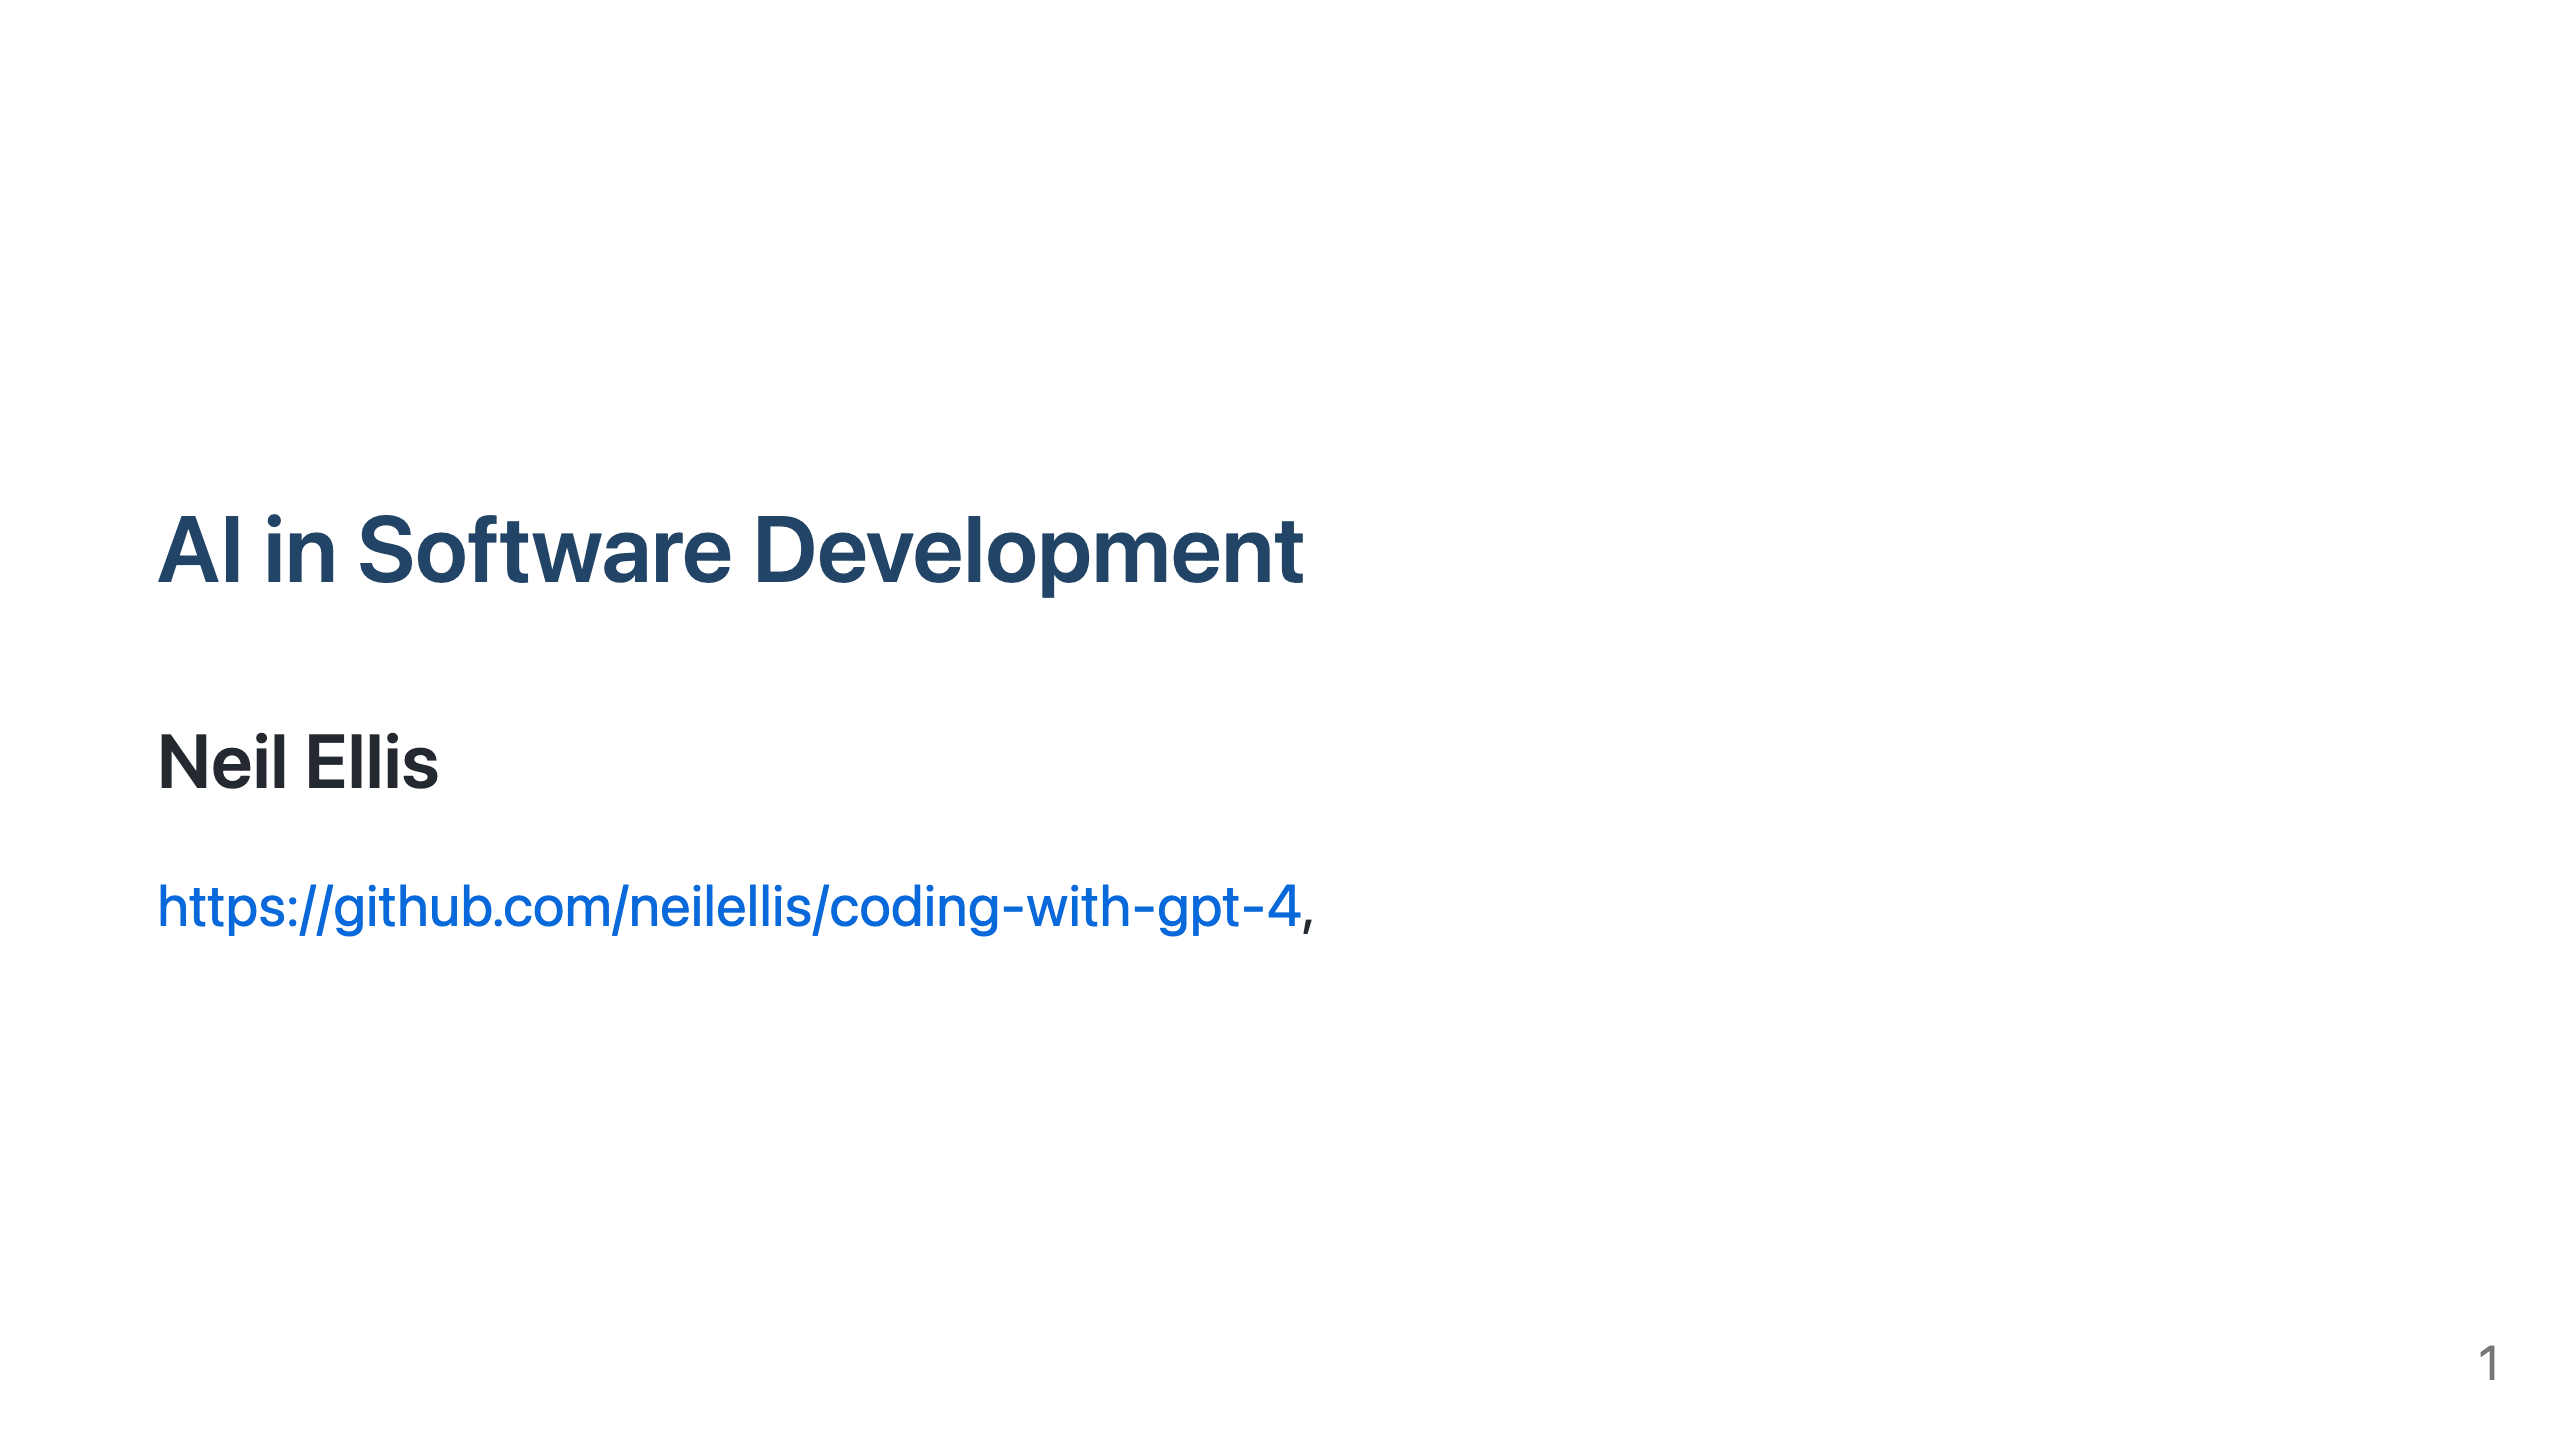 AI in Software Development
Neil Ellis
https://github.com/neilellis/coding-with-gpt-4,
1